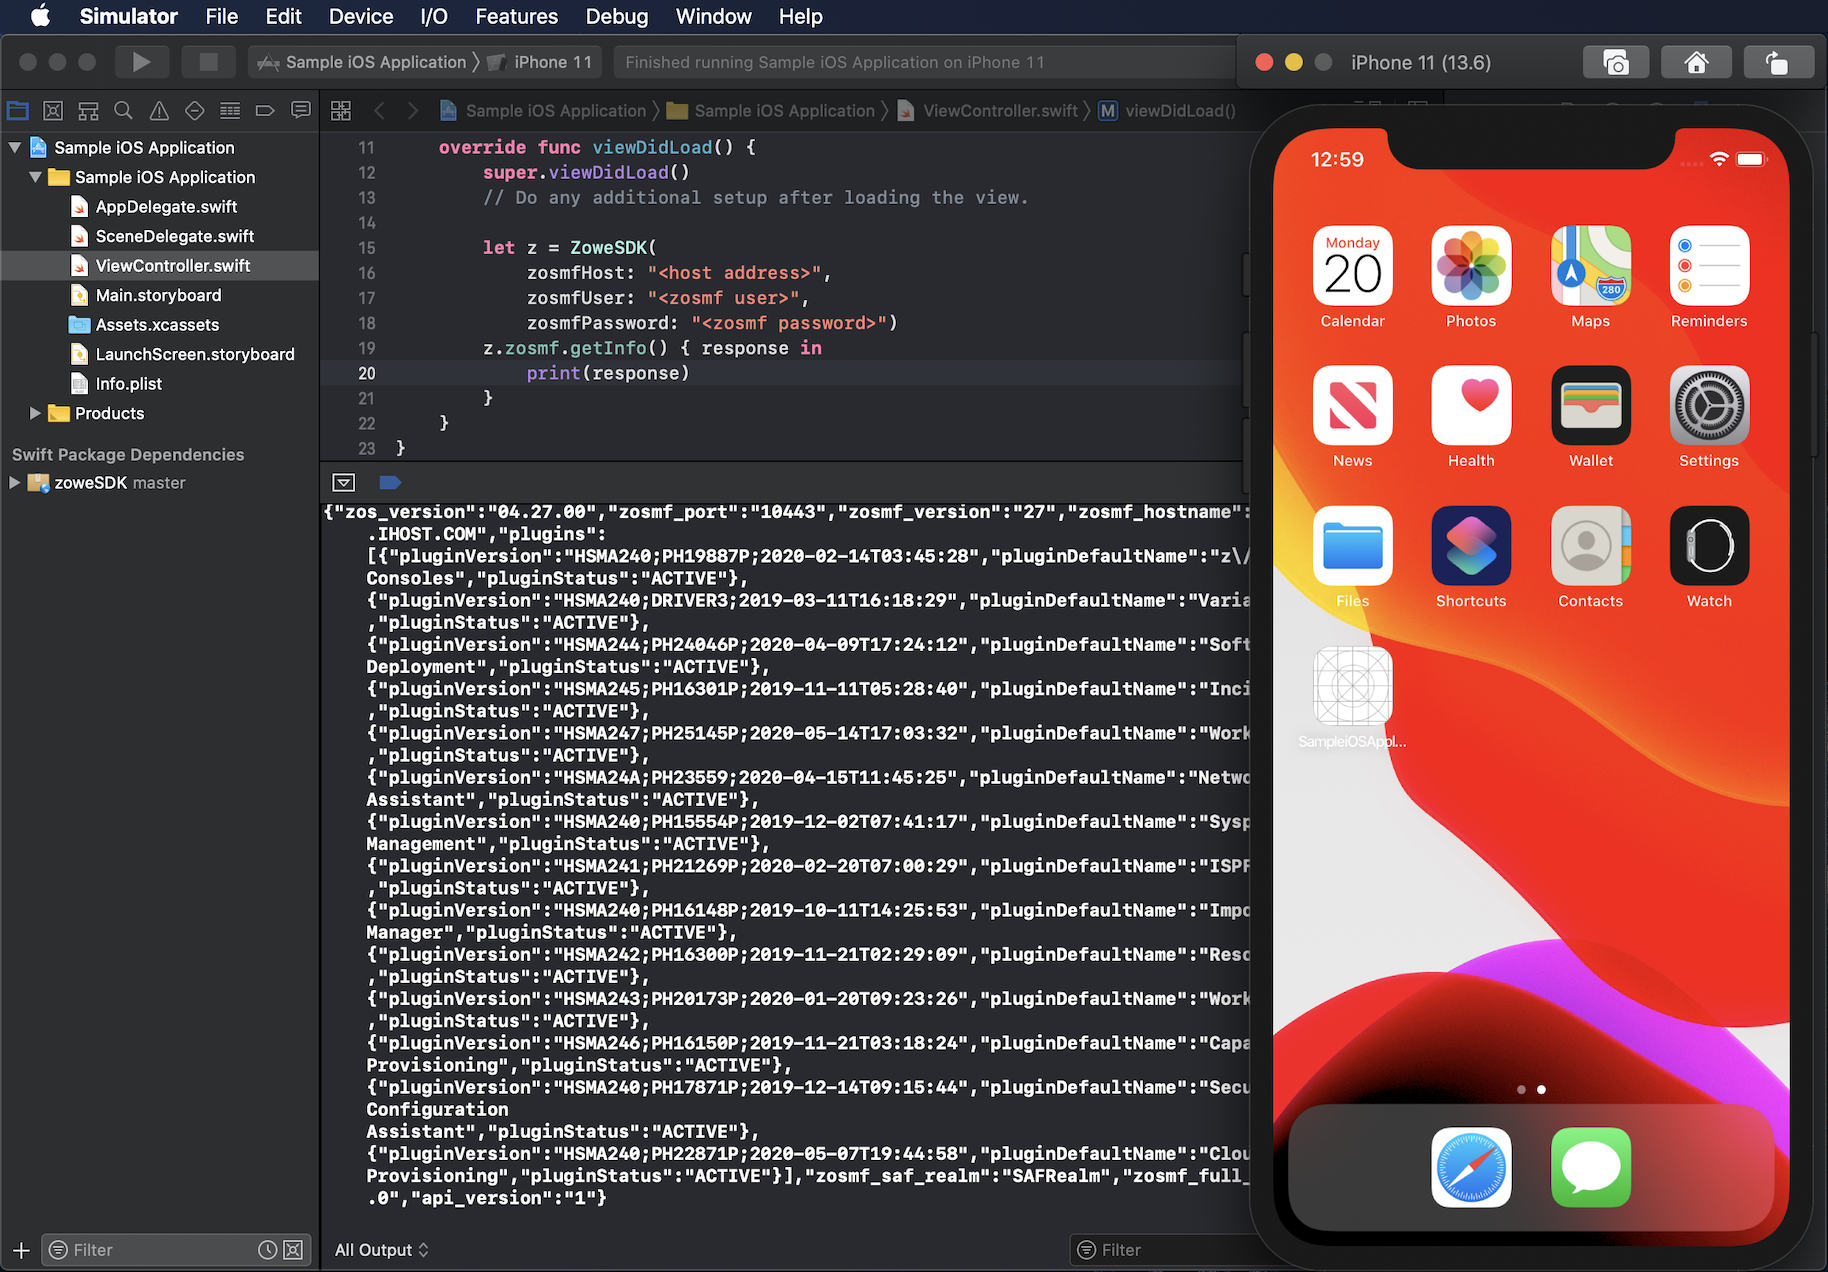 Simulator File Edit Device I/O Features Debug Window Help
Sample iOS Application iPhone 11
Finished running Sample iOS Application on iPhone 11
iPhone 11 (13.6)
Sample iOS Application Sample iOS Application ViewController.swift M viewDidLoad()
Sample iOS Application
Sample iOS Application
AppDelegate.swift
SceneDelegate.swift
ViewController.swift
Main.storyboard
Assets.xcassets
LaunchScreen.storyboard
Info.plist
Products
Swift Package Dependencies
zoweSDK master
Filter
11 override func viewDidLoad() {
12 super.viewDidLoad()
13 // Do any additional setup after loading the view.
14
15 let z = ZoweSDK(
16 zosmfHost: "<host address>",
17 zosmfUser: "<zosmf user>",
18 zosmfPassword: "<zosmf password>")
19 z.zosmf.getInfo() { response in
20 print(response)
21 }
22 }
23 }
{"zos_version":"04.27.00","zosmf_port":"10443","zosmf_version":"27","zosmf_hostname":
.IHOST.COM","plugins":
[{"pluginVersion":"HSMA240;PH19887P;2020-02-14T03:45:28","pluginDefaultName":"z\/
Consoles","pluginStatus":"ACTIVE"},
{"pluginVersion":"HSMA240;DRIVER3;2019-03-11T16:18:29","pluginDefaultName":"Varia
,"pluginStatus":"ACTIVE"},
{"pluginVersion":"HSMA244;PH24046P;2020-04-09T17:24:12","pluginDefaultName":"Soft
Deployment","pluginStatus":"ACTIVE"},
{"pluginVersion":"HSMA245;PH16301P;2019-11-11T05:28:40","pluginDefaultName":"Inci
,"pluginStatus":"ACTIVE"},
{"pluginVersion":"HSMA247;PH25145P;2020-05-14T17:03:32","pluginDefaultName":"Work
,"pluginStatus":"ACTIVE"},
{"pluginVersion":"HSMA24A;PH23559;2020-04-15T11:45:25","pluginDefaultName":"Netwo
Assistant","pluginStatus":"ACTIVE"},
{"pluginVersion":"HSMA240;PH15554P;2019-12-02T07:41:17","pluginDefaultName":"Sysp
Management","pluginStatus":"ACTIVE"},
{"pluginVersion":"HSMA241;PH21269P;2020-02-20T07:00:29","pluginDefaultName":"ISPF
,"pluginStatus":"ACTIVE"},
{"pluginVersion":"HSMA240;PH16148P;2019-10-11T14:25:53","pluginDefaultName":"Impo
Manager","pluginStatus":"ACTIVE"},
{"pluginVersion":"HSMA242;PH16300P;2019-11-21T02:29:09","pluginDefaultName":"Reso
,"pluginStatus":"ACTIVE"},
{"pluginVersion":"HSMA243;PH20173P;2020-01-20T09:23:26","pluginDefaultName":"Work
,"pluginStatus":"ACTIVE"},
{"pluginVersion":"HSMA246;PH16150P;2019-11-21T03:18:24","pluginDefaultName":"Capa
Provisioning","pluginStatus":"ACTIVE"},
{"pluginVersion":"HSMA240;PH17871P;2019-12-14T09:15:44","pluginDefaultName":"Secu
Configuration
Assistant","pluginStatus":"ACTIVE"},
{"pluginVersion":"HSMA240;PH22871P;2020-05-07T19:44:58","pluginDefaultName":"Clou
Provisioning","pluginStatus":"ACTIVE"}],"zosmf_saf_realm":"SAFRealm","zosmf_full_
.0","api_version":"1"}
All Output
Filter
12:59
Monday
20
280
Calendar Photos Maps Reminders
News Health Wallet Settings
Files Shortcuts Contacts Watch
SampleiOSAppl...